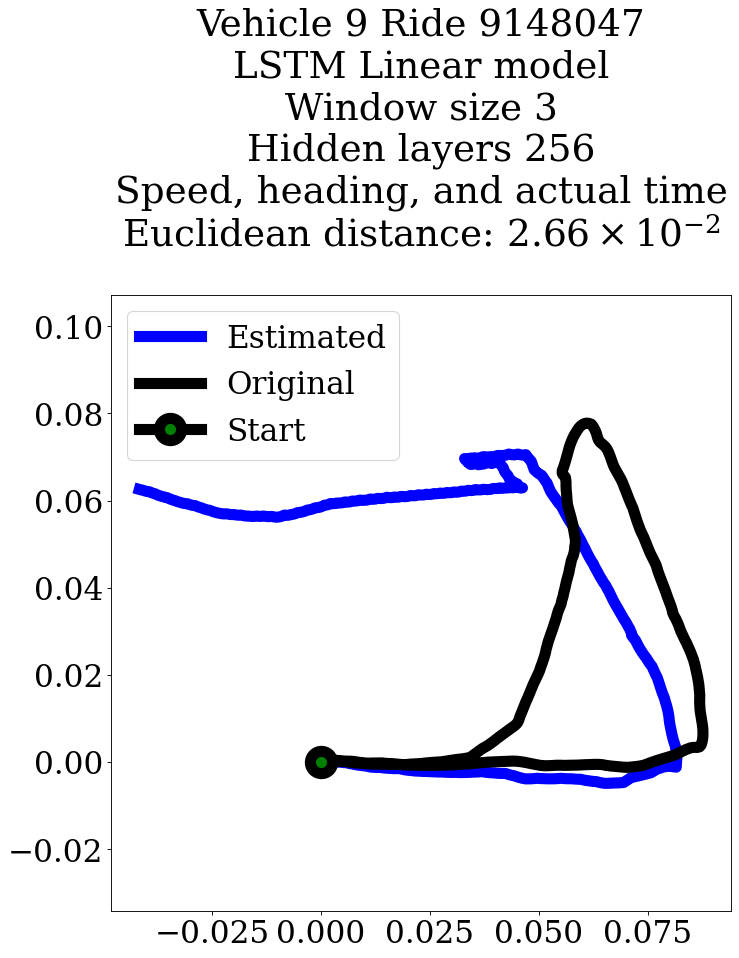 Vehicle 9 Ride 9148047
LSTM Linear model
Window size 3
Hidden layers 256
Speed, heading, and actual time
Euclidean distance: 2.66 × 10⁻²
Estimated
Original
Start
0.10
0.08
0.06
0.04
0.02
0.00
−0.02
−0.025 0.000 0.025 0.050 0.075